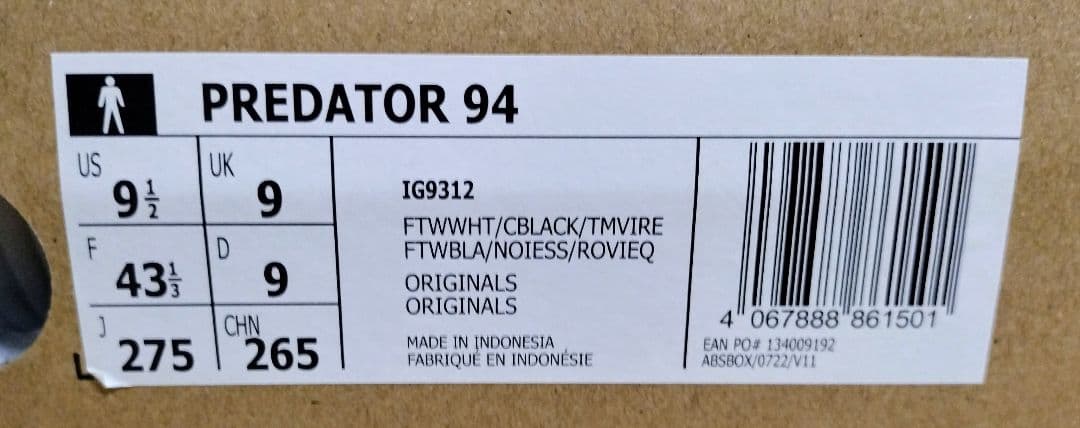 PREDATOR 94
US 9½ UK 9
F 43⅓ D 9
J 275 CHN 265
IG9312
FTWWHT/CBLACK/TMVIRE
FTWBLA/NOIESS/ROVIEQ
ORIGINALS
ORIGINALS
MADE IN INDONESIA
FABRIQUÉ EN INDONÉSIE
4 067888 861501
EAN PO# 134009192
ABSBOX/0722/V11